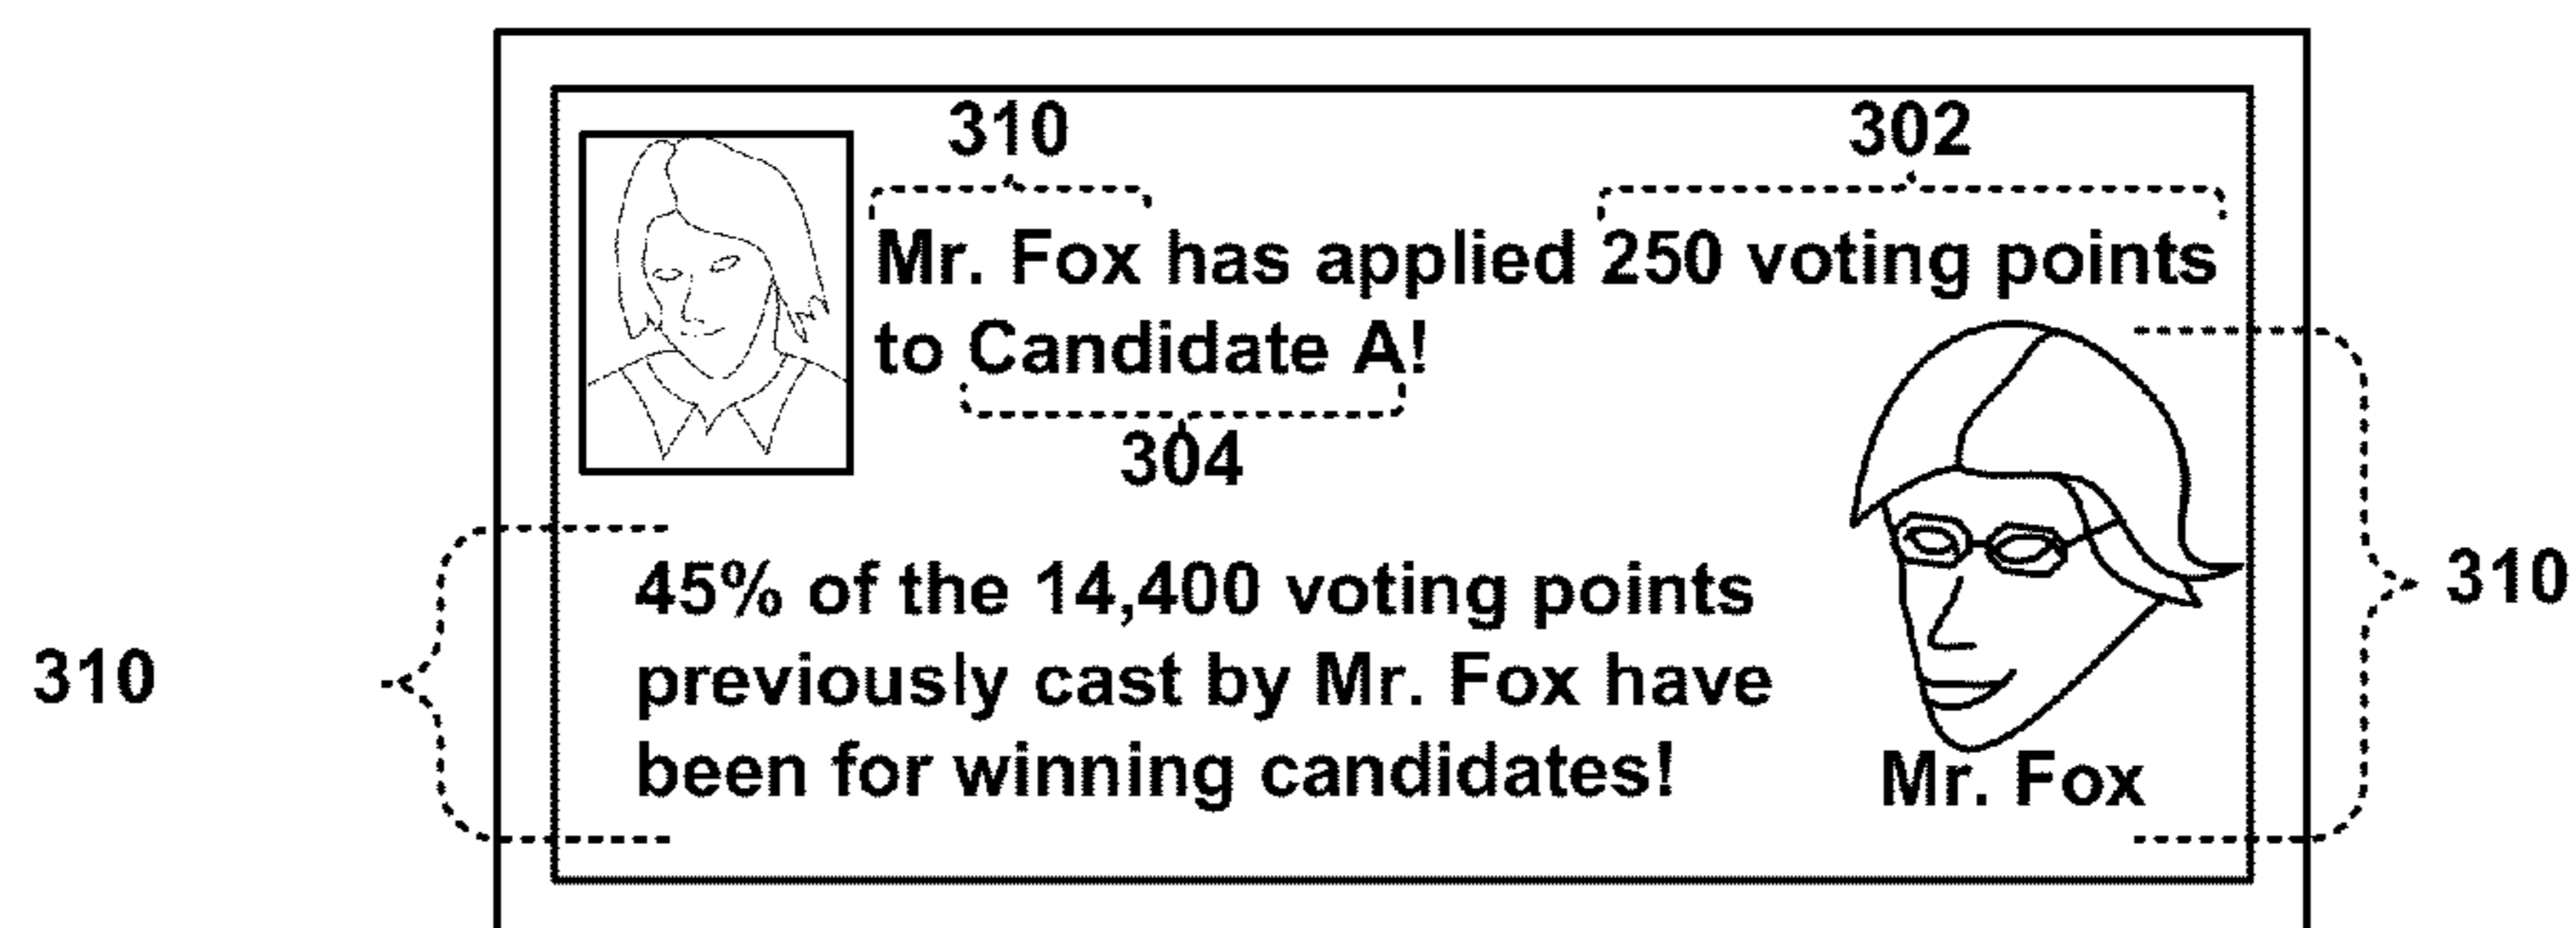 310 302
Mr. Fox has applied 250 voting points
to Candidate A!
304
45% of the 14,400 voting points
previously cast by Mr. Fox have
been for winning candidates!
310
Mr. Fox
310